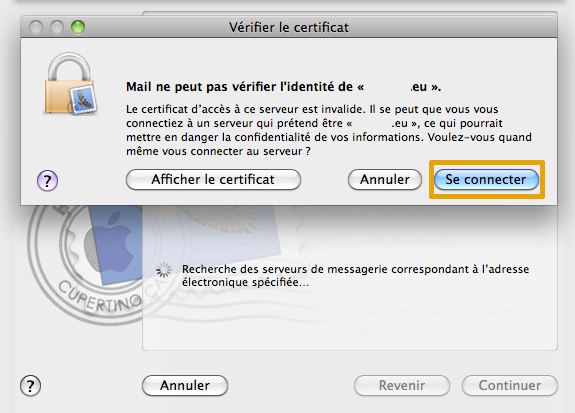 Vérifier le certificat
Mail ne peut pas vérifier l'identité de « .eu ».
Le certificat d'accès à ce serveur est invalide. Il se peut que vous vous
connectiez à un serveur qui prétend être « .eu », ce qui pourrait
mettre en danger la confidentialité de vos informations. Voulez-vous quand
même vous connecter au serveur ?
?
Afficher le certificat
Annuler
Se connecter
CUPERTINO CA
Recherche des serveurs de messagerie correspondant à l'adresse
électronique spécifiée...
?
Annuler
Revenir
Continuer